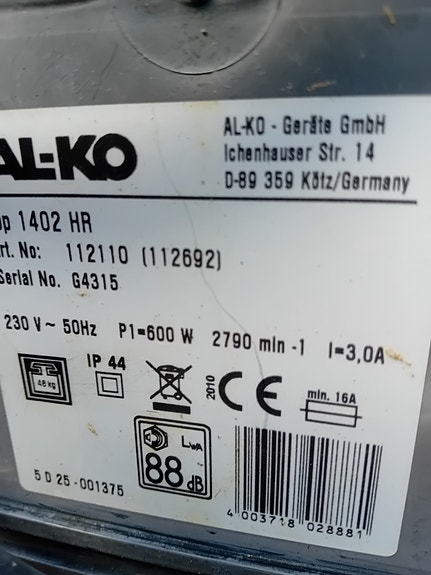 AL-KO
AL-KO - Geräte GmbH
Ichenhauser Str. 14
D-89 359 Kötz/Germany
1402 HR
No: 112110 (112692)
Serial No. G4315
230 V ~ 50Hz P1=600 W 2790 min -1 I=3,0A
48 kg
IP 44
2010
CE
min. 16A
LWA
88 dB
5 D 25-001375
4 003718 028881